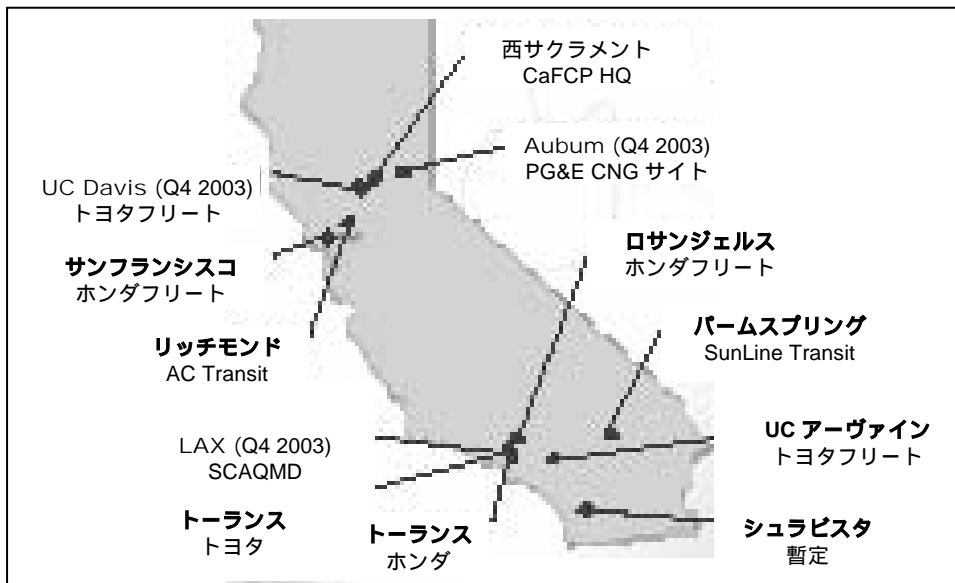 西サクラメント
CaFCP HQ
Aubum (Q4 2003)
PG&E CNG サイト
UC Davis (Q4 2003)
トヨタフリート
サンフランシスコ
ホンダフリート
ロサンジェルス
ホンダフリート
リッチモンド
AC Transit
パームスプリング
SunLine Transit
LAX (Q4 2003)
SCAQMD
UC アーヴァイン
トヨタフリート
トーランス
トヨタ
トーランス
ホンダ
シュラビスタ
暫定